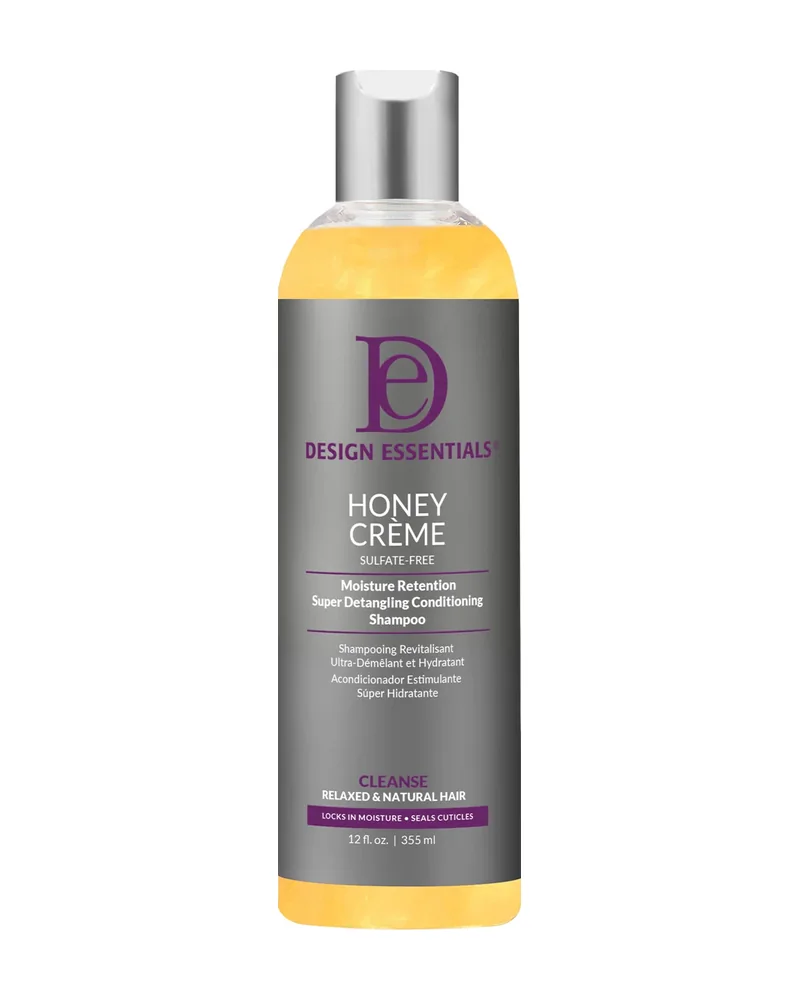 De
DESIGN ESSENTIALS®
HONEY
CRÈME
SULFATE-FREE
Moisture Retention
Super Detangling Conditioning
Shampoo
Shampooing Revitalisant
Ultra-Démêlant et Hydratant
Acondicionador Estimulante
Súper Hidratante
CLEANSE
RELAXED & NATURAL HAIR
LOCKS IN MOISTURE • SEALS CUTICLES
12 fl. oz. | 355 ml